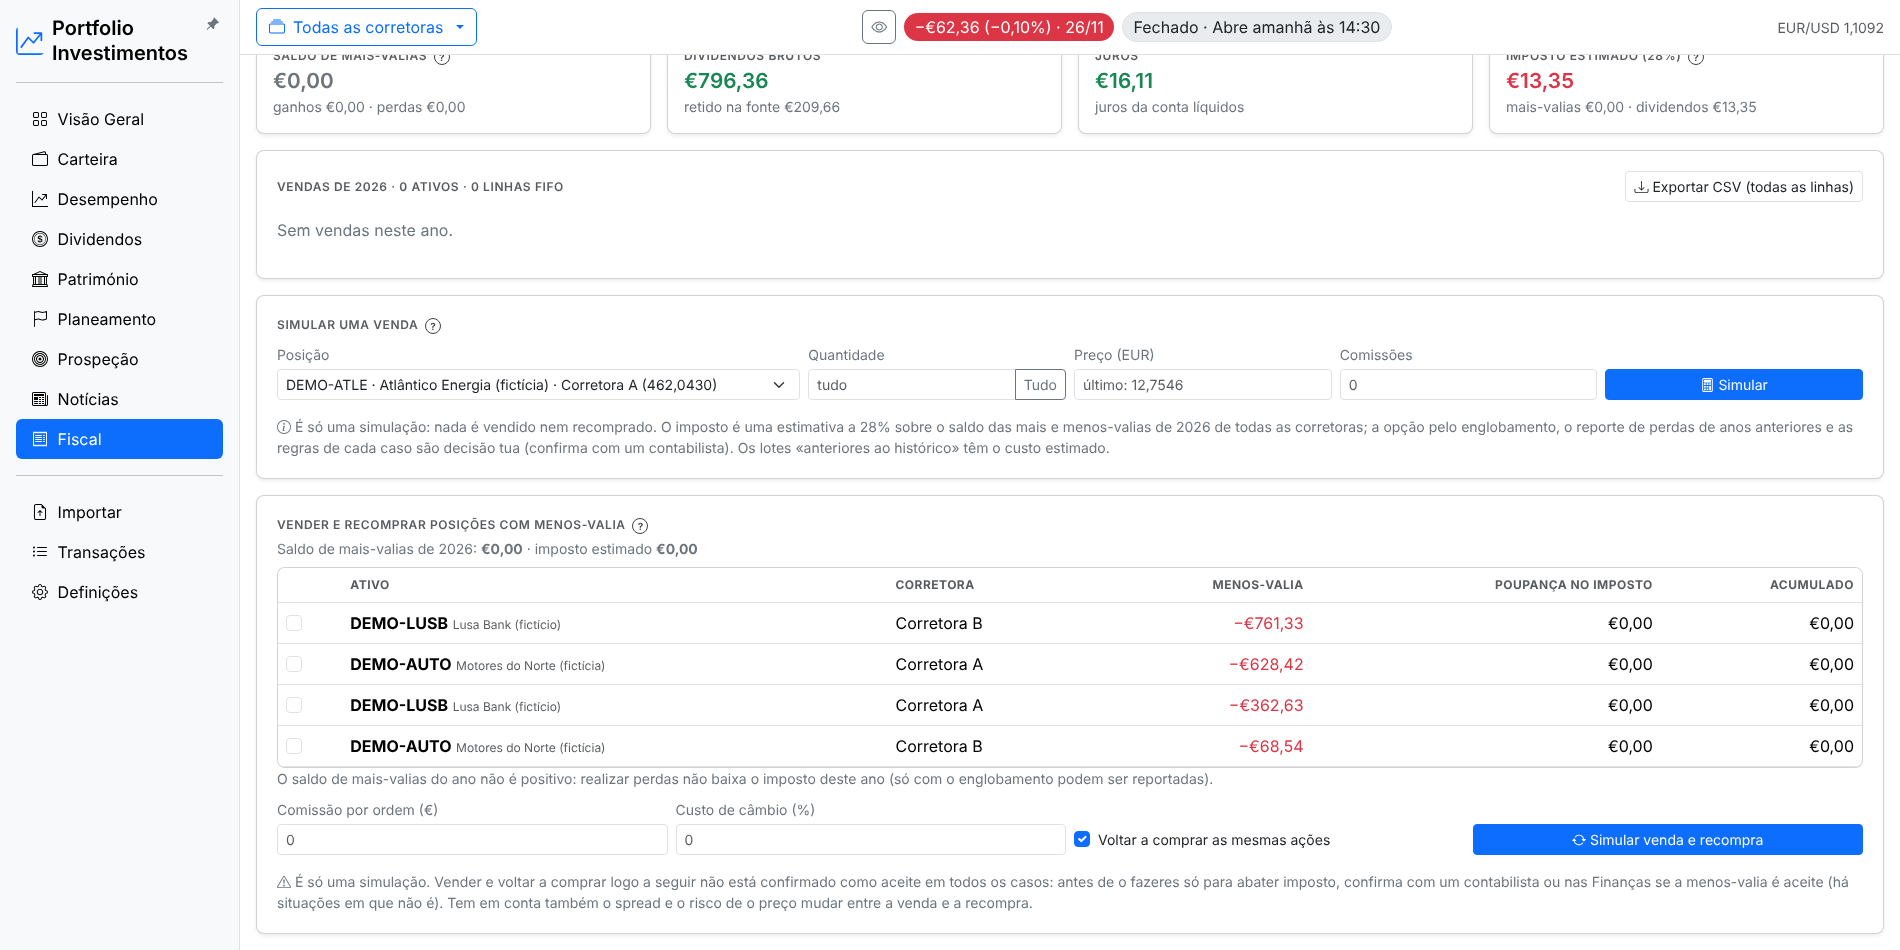 Portfolio
Investimentos
Visão Geral
Carteira
Desempenho
Dividendos
Património
Planeamento
Prospeção
Notícias
Fiscal
Importar
Transações
Definições
Todas as corretoras
−€62,36 (−0,10%) · 26/11
Fechado · Abre amanhã às 14:30
EUR/USD 1,1092
SALDO DE MAIS-VALIAS ?
€0,00
ganhos €0,00 · perdas €0,00
DIVIDENDOS BRUTOS
€796,36
retido na fonte €209,66
JUROS
€16,11
juros da conta líquidos
IMPOSTO ESTIMADO (28%) ?
€13,35
mais-valias €0,00 · dividendos €13,35
VENDAS DE 2026 · 0 ATIVOS · 0 LINHAS FIFO
Exportar CSV (todas as linhas)
Sem vendas neste ano.
SIMULAR UMA VENDA ?
Posição
Quantidade
Preço (EUR)
Comissões
DEMO-ATLE · Atlântico Energia (fictícia) · Corretora A (462,0430)
tudo
Tudo
último: 12,7546
0
Simular
É só uma simulação: nada é vendido nem recomprado. O imposto é uma estimativa a 28% sobre o saldo das mais e menos-valias de 2026 de todas as corretoras; a opção pelo englobamento, o reporte de perdas de anos anteriores e as
regras de cada caso são decisão tua (confirma com um contabilista). Os lotes «anteriores ao histórico» têm o custo estimado.
VENDER E RECOMPRAR POSIÇÕES COM MENOS-VALIA ?
Saldo de mais-valias de 2026: €0,00 · imposto estimado €0,00
ATIVO CORRETORA MENOS-VALIA POUPANÇA NO IMPOSTO ACUMULADO
DEMO-LUSB Lusa Bank (fictício) Corretora B −€761,33 €0,00 €0,00
DEMO-AUTO Motores do Norte (fictícia) Corretora A −€628,42 €0,00 €0,00
DEMO-LUSB Lusa Bank (fictício) Corretora A −€362,63 €0,00 €0,00
DEMO-AUTO Motores do Norte (fictícia) Corretora B −€68,54 €0,00 €0,00
O saldo de mais-valias do ano não é positivo: realizar perdas não baixa o imposto deste ano (só com o englobamento podem ser reportadas).
Comissão por ordem (€)
Custo de câmbio (%)
0
0
Voltar a comprar as mesmas ações
Simular venda e recompra
É só uma simulação. Vender e voltar a comprar logo a seguir não está confirmado como aceite em todos os casos: antes de o fazeres só para abater imposto, confirma com um contabilista ou nas Finanças se a menos-valia é aceite (há
situações em que não é). Tem em conta também o spread e o risco de o preço mudar entre a venda e a recompra.